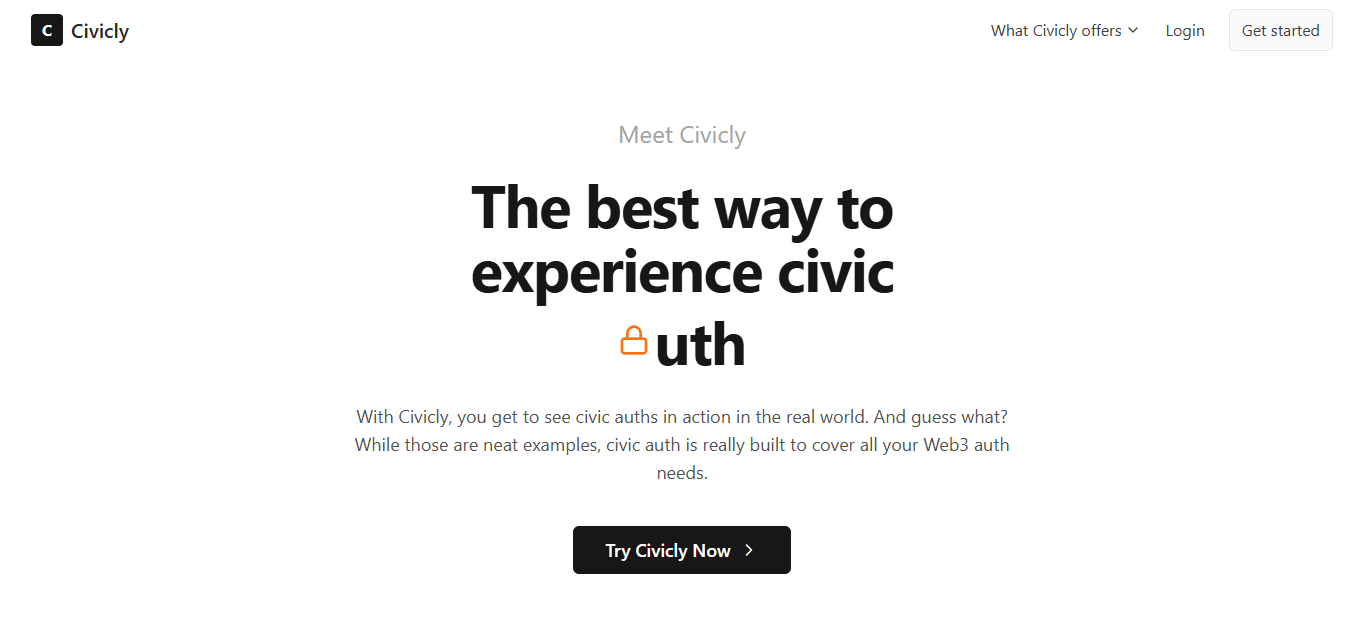 C Civicly
What Civicly offers
Login
Get started
Meet Civicly
The best way to
experience civic
uth
With Civicly, you get to see civic auths in action in the real world. And guess what?
While those are neat examples, civic auth is really built to cover all your Web3 auth
needs.
Try Civicly Now